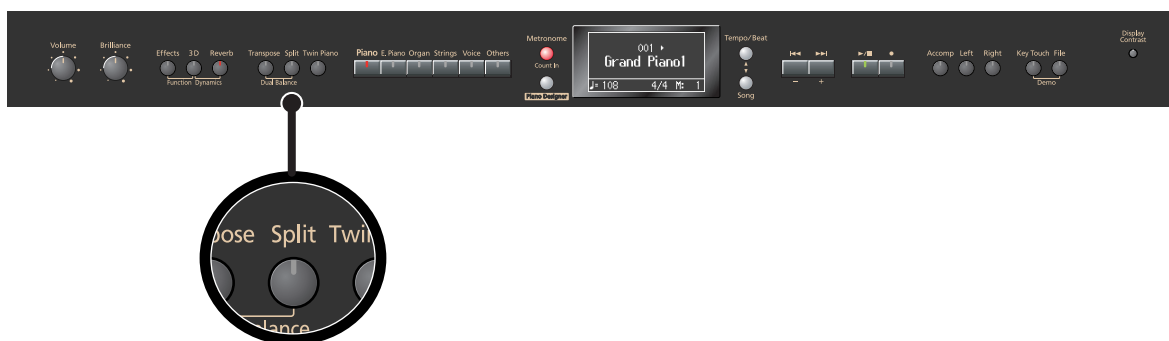 Volume
Brilliance
Effects 3D Reverb
Function Dynamics
Transpose Split Twin Piano
Dual Balance
Piano E. Piano Organ Strings Voice Others
Metronome
Count In
Piano Designer
001
Grand Piano1
♩= 108 4/4 M: 1
Tempo/Beat
Song
− +
Accomp Left Right
Key Touch File
Demo
Display
Contrast
pose Split Twin
alance